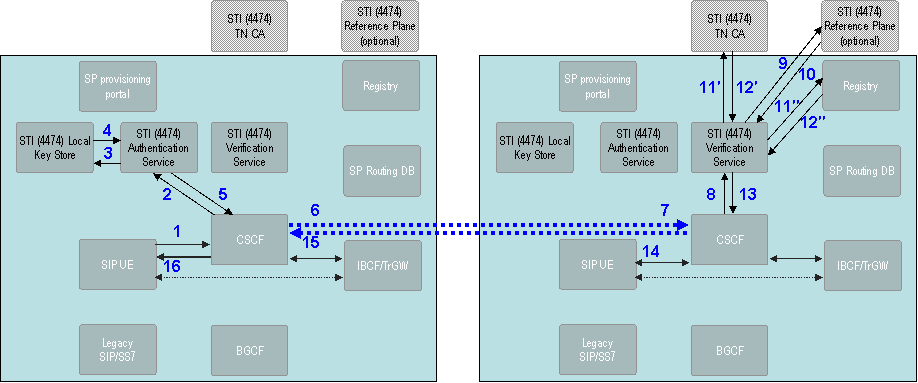 STI (4474)
TN CA
STI (4474)
Reference Plane
(optional)
SP provisioning
portal
Registry
4
3
STI (4474) Local
Key Store
STI (4474)
Authentication
Service
STI (4474)
Verification
Service
SP Routing DB
2
5
6
1
CSCF
15
16
SIP UE
IBCF/TrGW
Legacy
SIP/SS7
BGCF
STI (4474)
TN CA
STI (4474)
Reference Plane
(optional)
9
10
SP provisioning
portal
11'
12'
Registry
11"
12"
STI (4474) Local
Key Store
STI (4474)
Authentication
Service
STI (4474)
Verification
Service
SP Routing DB
8
13
7
CSCF
14
SIP UE
IBCF/TrGW
Legacy
SIP/SS7
BGCF